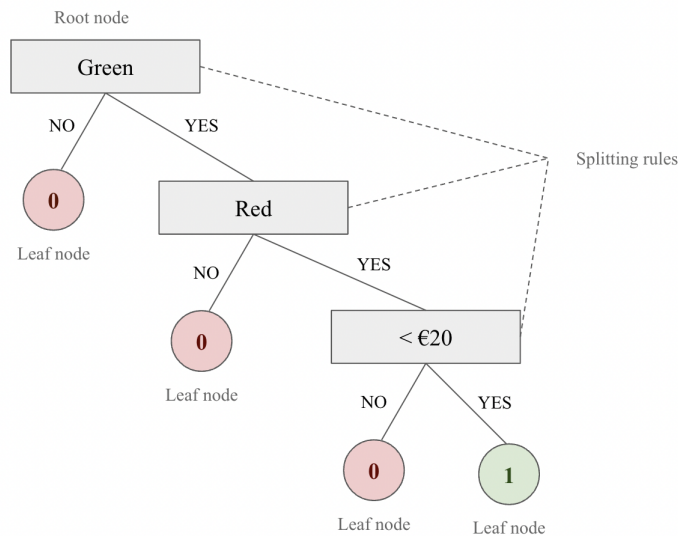 Root node
Green
NO
YES
Splitting rules
0
Red
Leaf node
NO
YES
0
< €20
Leaf node
NO
YES
0
1
Leaf node
Leaf node